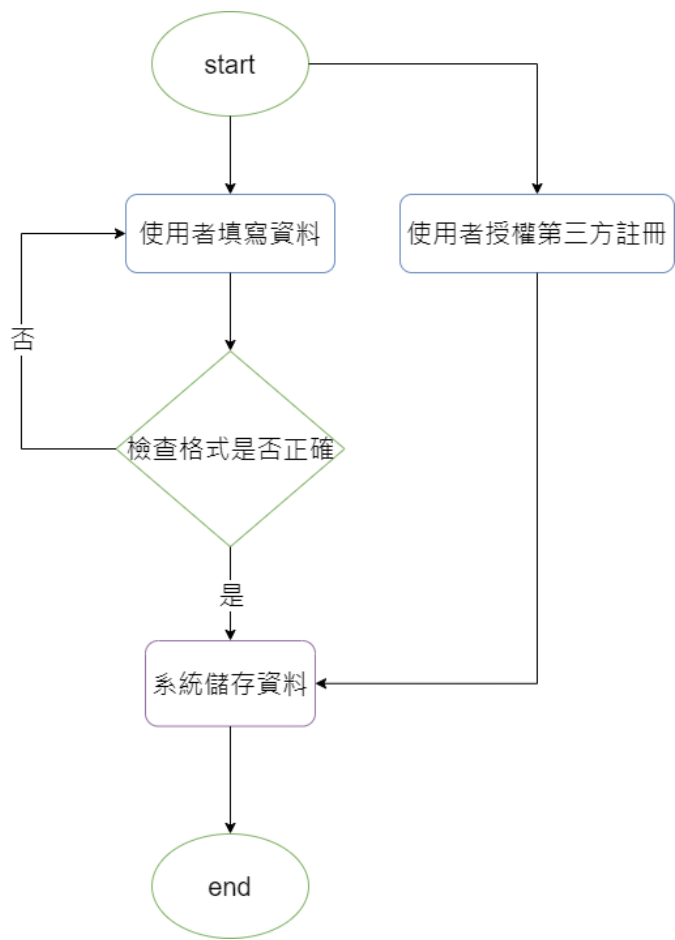 start
使用者填寫資料
使用者授權第三方註冊
否
檢查格式是否正確
是
系統儲存資料
end